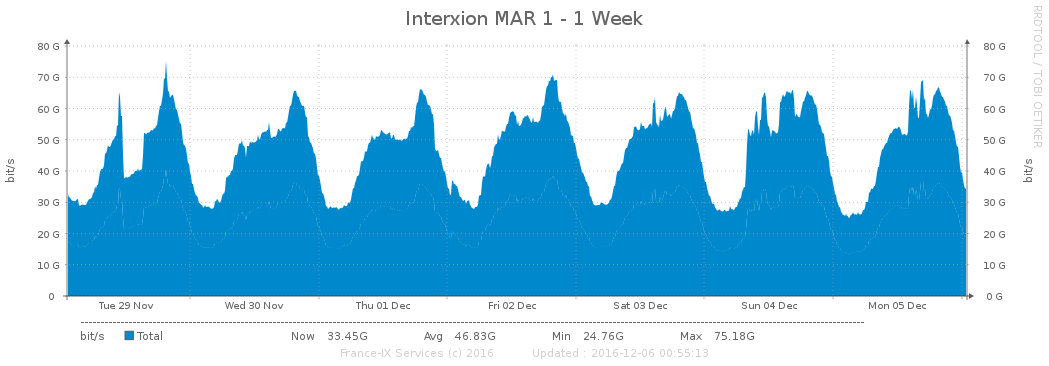 Interxion MAR 1 - 1 Week
RRDTOOL / TOBI OETIKER
80 G 80 G
70 G 70 G
60 G 60 G
50 G 50 G
40 G 40 G
30 G 30 G
20 G 20 G
10 G 10 G
0 0 G
bit/s bit/s
Tue 29 Nov Wed 30 Nov Thu 01 Dec Fri 02 Dec Sat 03 Dec Sun 04 Dec Mon 05 Dec
bit/s Total Now 33.45G Avg 46.83G Min 24.76G Max 75.18G
France-IX Services (c) 2016 Updated : 2016-12-06 00:55:13